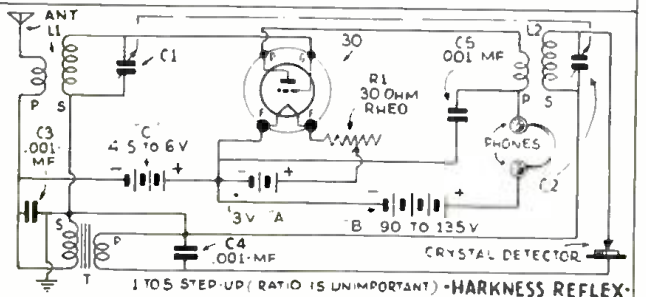 ANT
L1
C1
P S
C3
.001-
MF
"C"
4.5 TO 6V
- +
P G
F F
30
R1
30 OHM
RHEO
C5
.001 MF
L2
P S
PHONES
C2
- +
3V "A"
- +
"B" 90 TO 135V
S P
T
C4
.001-MF
CRYSTAL DETECTOR
1 TO 5 STEP-UP (RATIO IS UNIMPORTANT) -HARKNESS REFLEX-